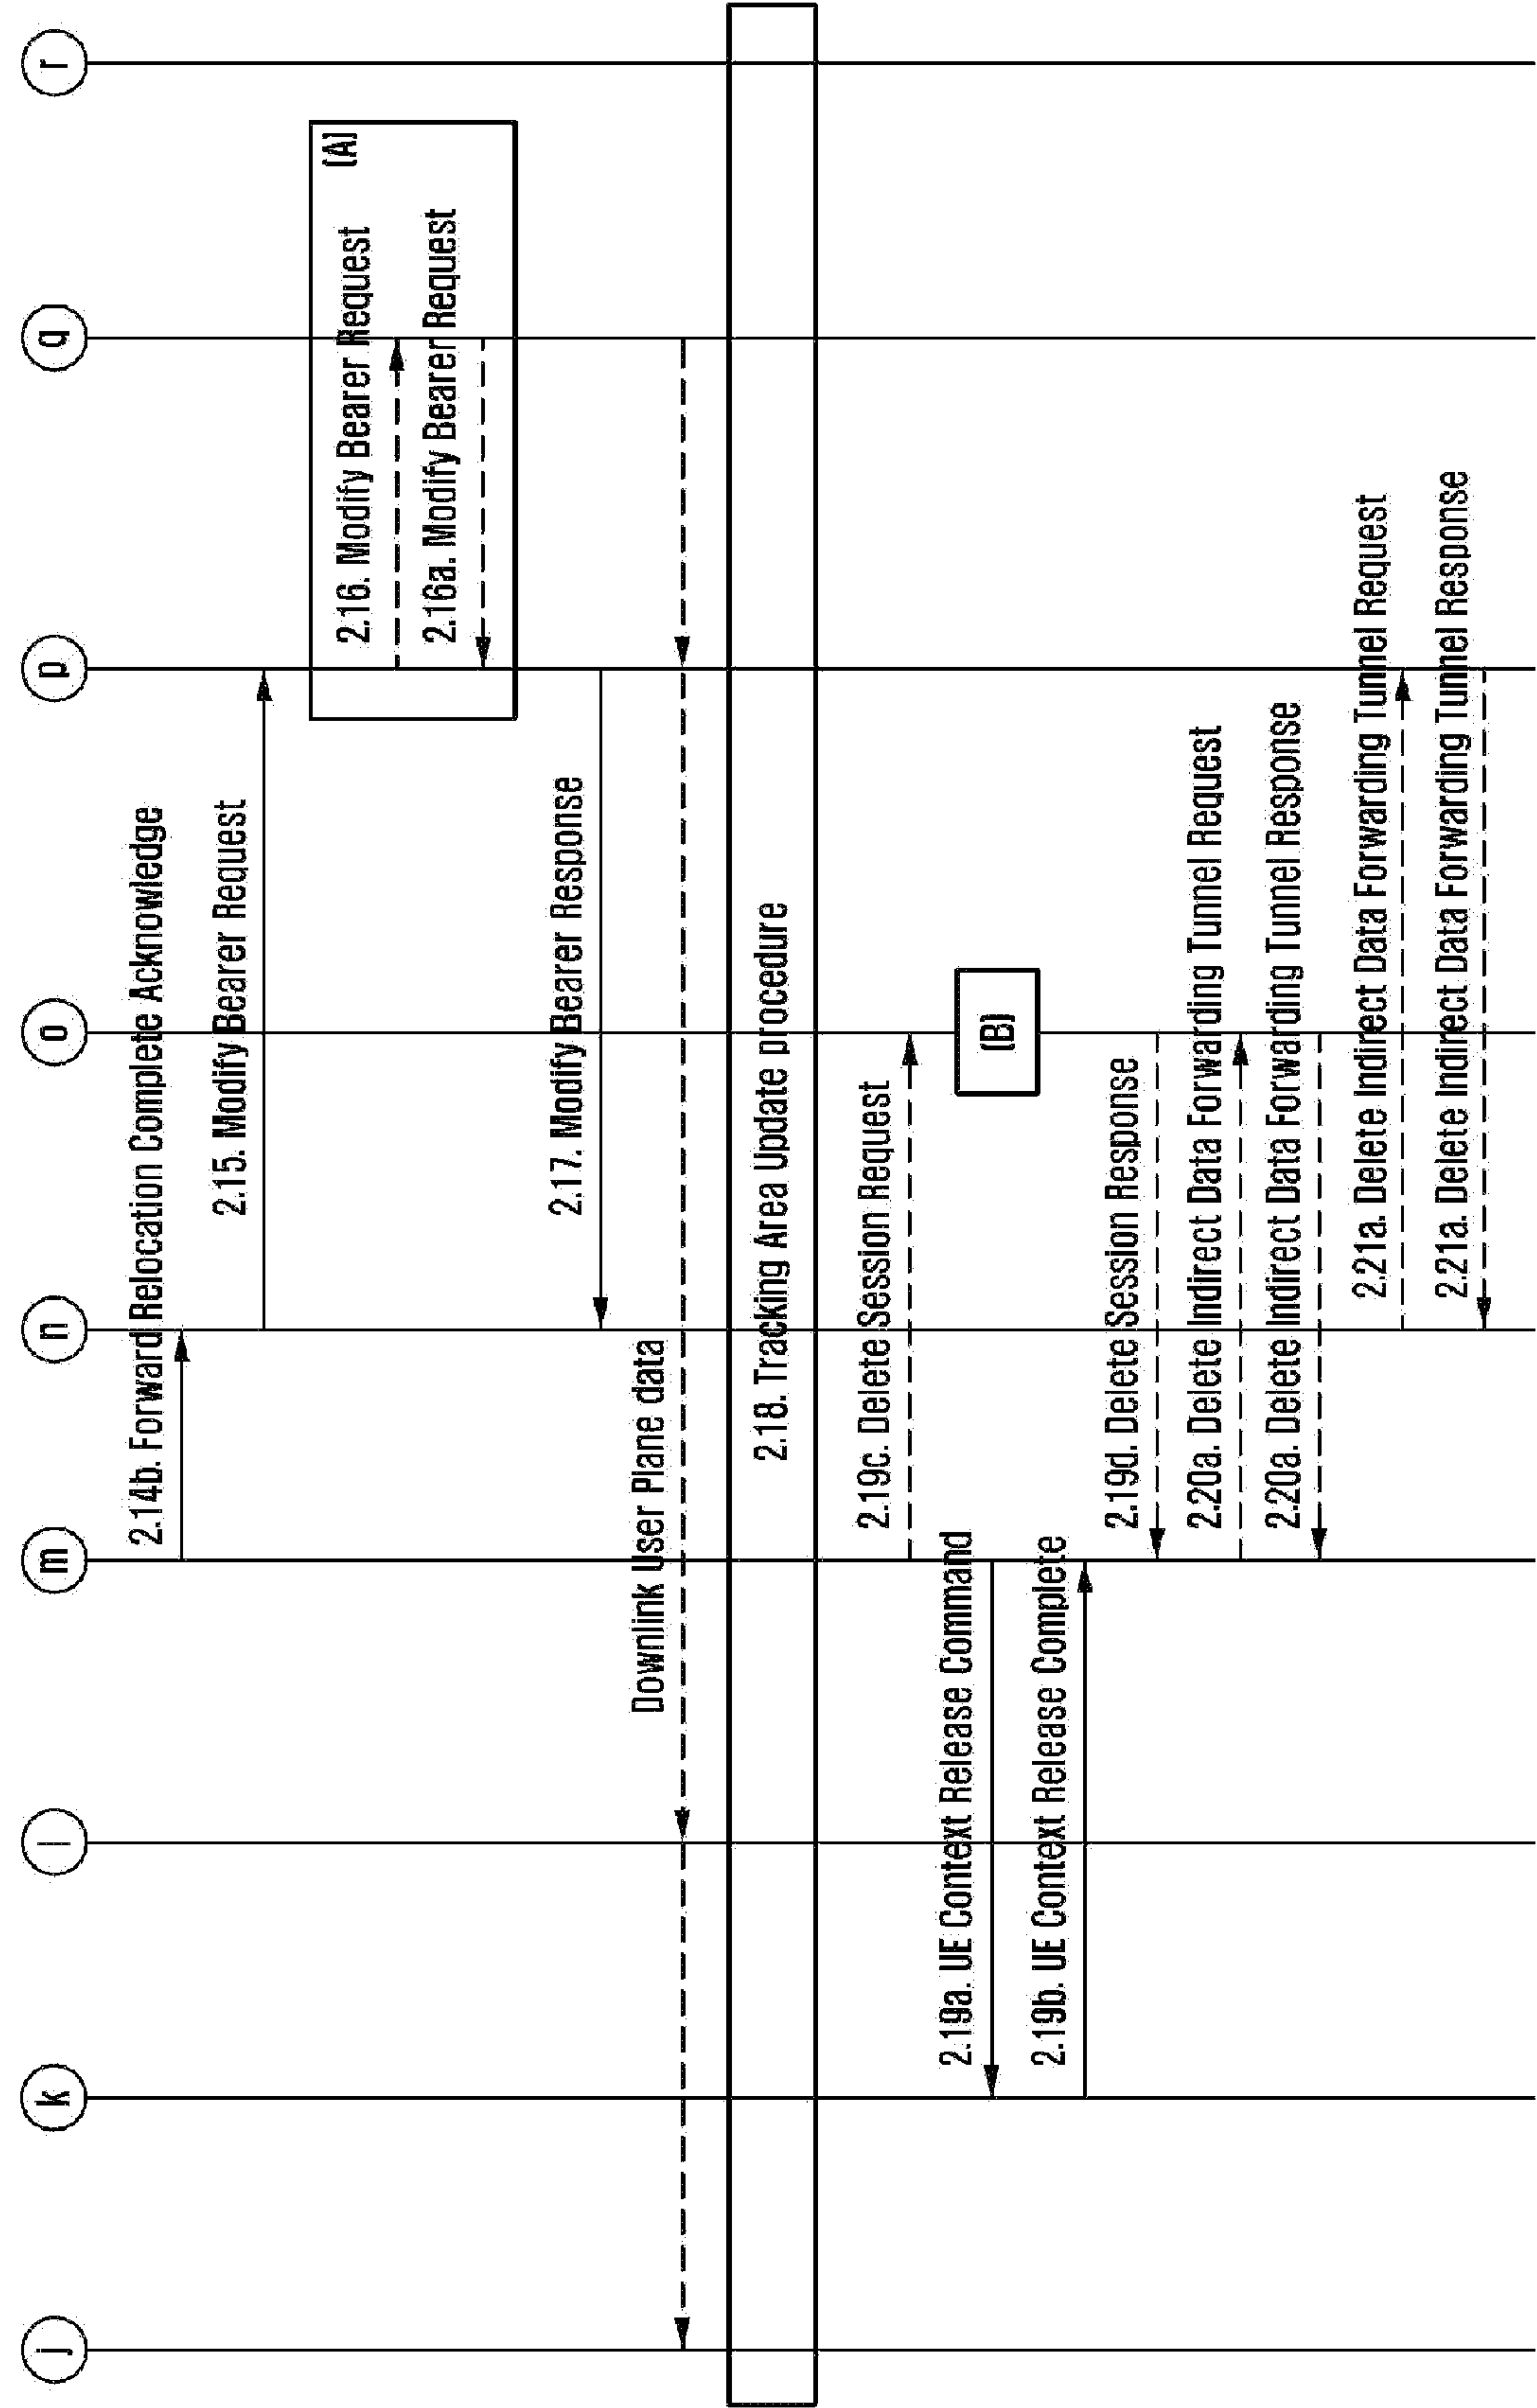 j
k
l
m
n
o
p
q
r
2.14b. Forward Relocation Complete Acknowledge
2.15. Modify Bearer Request
(A)
2.16. Modify Bearer Request
2.16a. Modify Bearer Request
2.17. Modify Bearer Response
Downlink User Plane data
2.18. Tracking Area Update procedure
2.19c. Delete Session Request
2.19a. UE Context Release Command
(B)
2.19b. UE Context Release Complete
2.19d. Delete Session Response
2.20a. Delete Indirect Data Forwarding Tunnel Request
2.20a. Delete Indirect Data Forwarding Tunnel Response
2.21a. Delete Indirect Data Forwarding Tunnel Request
2.21a. Delete Indirect Data Forwarding Tunnel Response